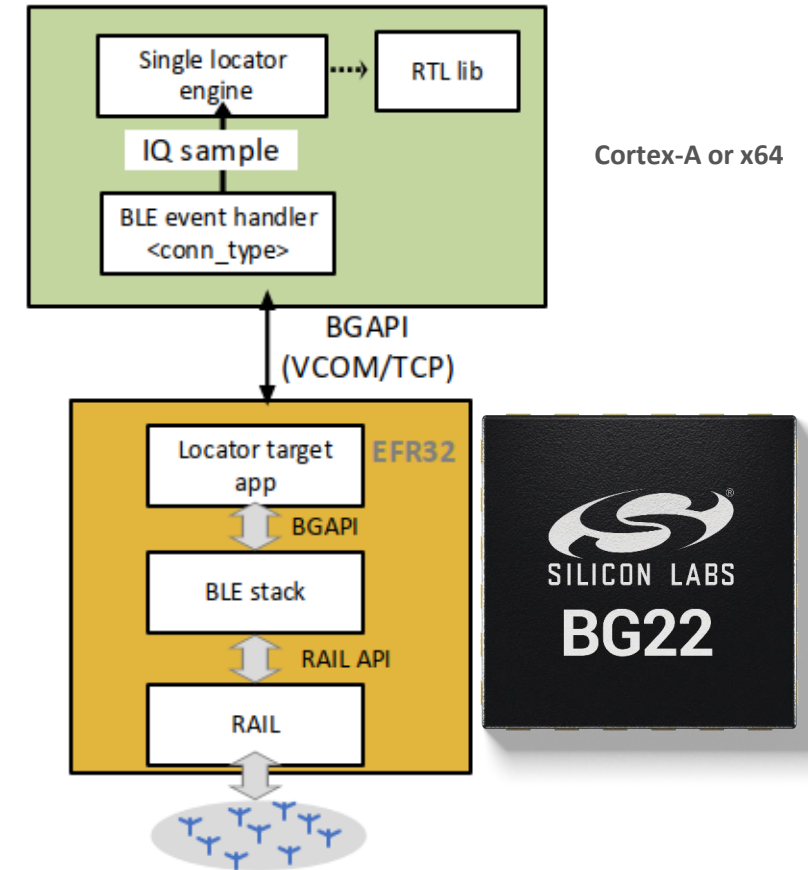 Single locator
engine
RTL lib
IQ sample
Cortex-A or x64
BLE event handler
<conn_type>
BGAPI
(VCOM/TCP)
Locator target
app
EFR32
BGAPI
BLE stack
RAIL API
RAIL
®
SILICON LABS
BG22